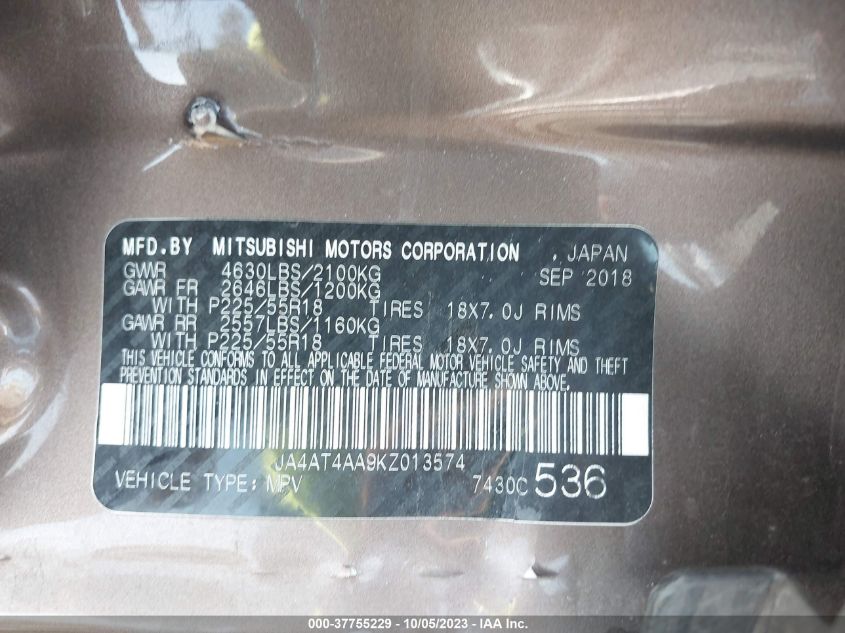 MFD.BY MITSUBISHI MOTORS CORPORATION . JAPAN
GVWR 4630LBS/2100KG SEP 2018
GAWR FR 2646LBS/1200KG
WITH P225/55R18 TIRES 18X7.0J RIMS
GAWR RR 2557LBS/1160KG
WITH P225/55R18 TIRES 18X7.0J RIMS
THIS VEHICLE CONFORMS TO ALL APPLICABLE FEDERAL MOTOR VEHICLE SAFETY AND THEFT
PREVENTION STANDARDS IN EFFECT ON THE DATE OF MANUFACTURE SHOWN ABOVE.
JA4AT4AA9KZ013574
VEHICLE TYPE: MPV 7430C 536
000-37755229 - 10/05/2023 - IAA Inc.